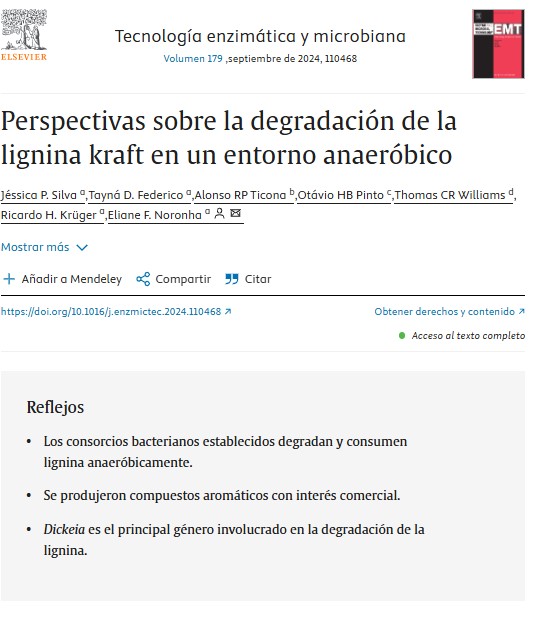 Tecnología enzimática y microbiana
Volumen 179 ,septiembre de 2024, 110468
ELSEVIER
EMT
Perspectivas sobre la degradación de la
lignina kraft en un entorno anaeróbico
Jéssica P. Silva a,Tayná D. Federico a,Alonso RP Ticona b,Otávio HB Pinto c,Thomas CR Williams d,
Ricardo H. Krüger a,Eliane F. Noronha a
Mostrar más
Añadir a Mendeley Compartir Citar
https://doi.org/10.1016/j.enzmictec.2024.110468 ↗ Obtener derechos y contenido ↗
Acceso al texto completo
Reflejos
• Los consorcios bacterianos establecidos degradan y consumen
lignina anaeróbicamente.
• Se produjeron compuestos aromáticos con interés comercial.
• Dickeia es el principal género involucrado en la degradación de la
lignina.